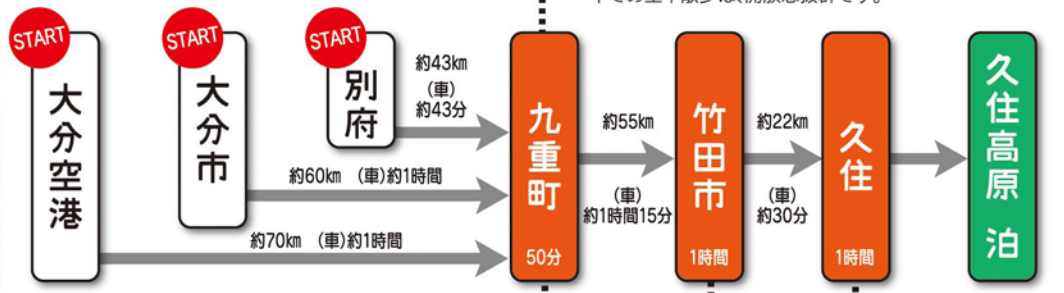 START
大分空港
START
大分市
START
別府
約43km
（車）
約43分
約60km （車）約1時間
約70km （車）約1時間
九重町
50分
約55km
（車）
約1時間15分
竹田市
1時間
約22km
（車）
約30分
久住
1時間
久住高原 泊